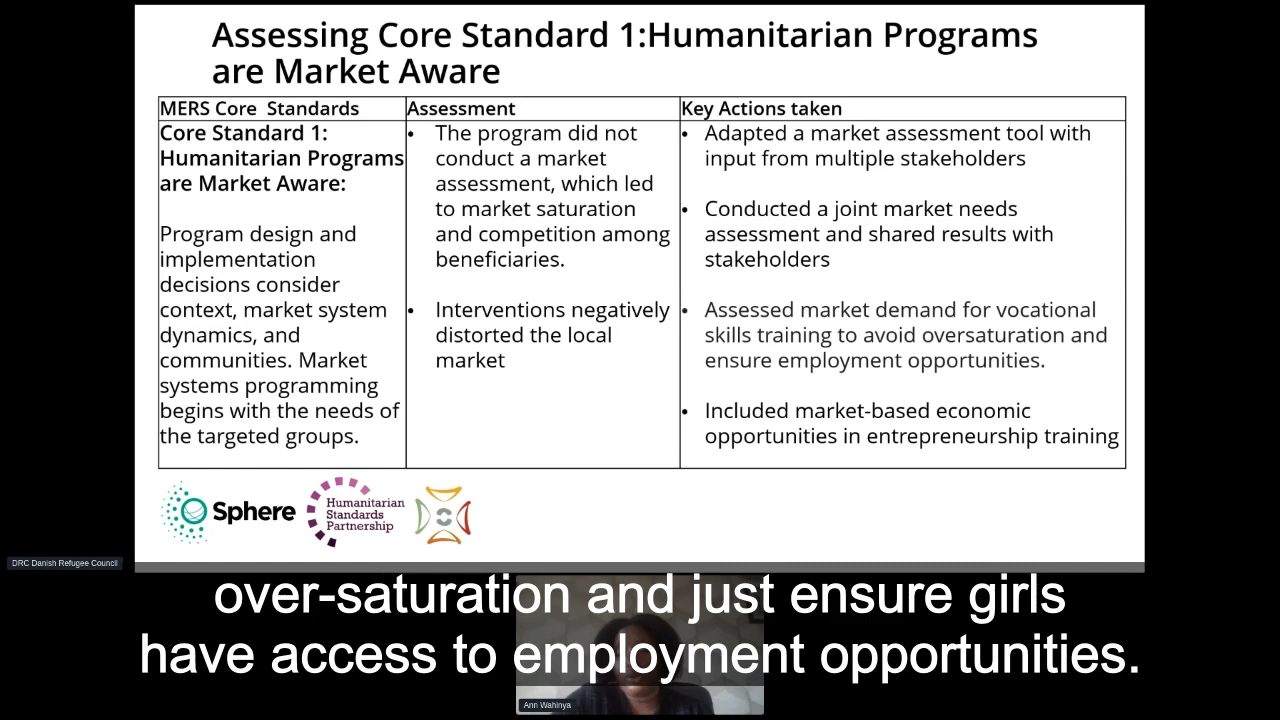 Assessing Core Standard 1:Humanitarian Programs
are Market Aware
MERS Core Standards
Core Standard 1:
Humanitarian Programs
are Market Aware:
Program design and
implementation
decisions consider
context, market system
dynamics, and
communities. Market
systems programming
begins with the needs of
the targeted groups.
Assessment
• The program did not
conduct a market
assessment, which led
to market saturation
and competition among
beneficiaries.
• Interventions negatively
distorted the local
market
Key Actions taken
• Adapted a market assessment tool with
input from multiple stakeholders
• Conducted a joint market needs
assessment and shared results with
stakeholders
• Assessed market demand for vocational
skills training to avoid oversaturation and
ensure employment opportunities.
• Included market-based economic
opportunities in entrepreneurship training
Sphere
Humanitarian
Standards
Partnership
DRC Danish Refugee Council
over-saturation and just ensure girls
have access to employment opportunities.
Ann Wahinya